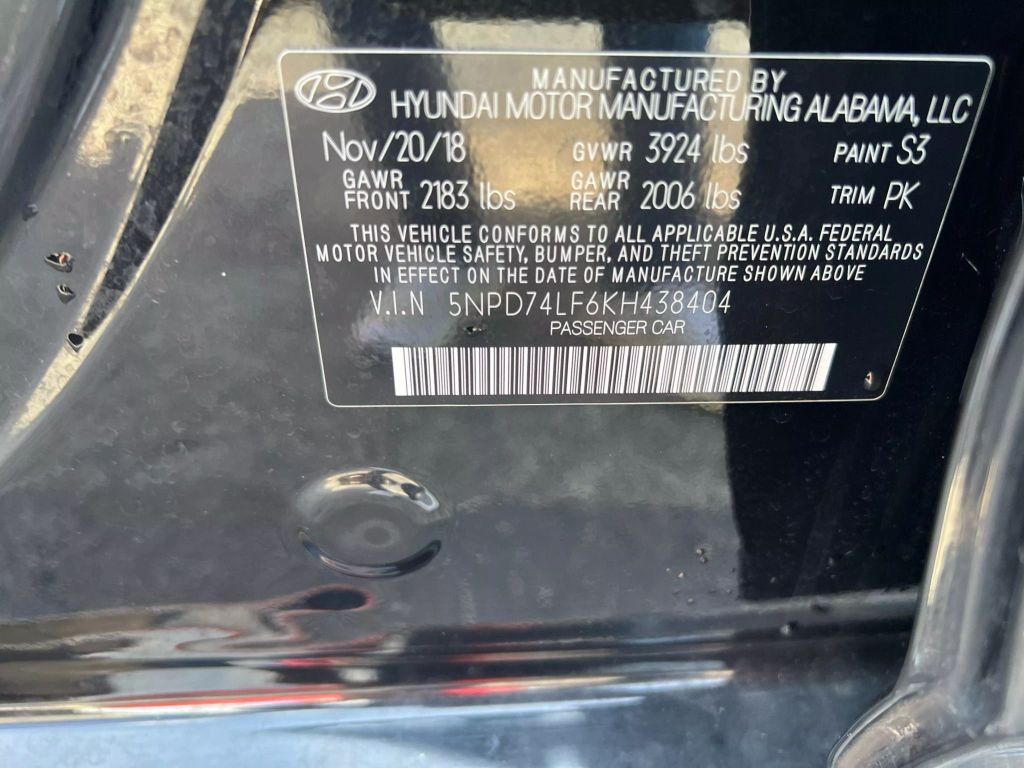 MANUFACTURED BY
HYUNDAI MOTOR MANUFACTURING ALABAMA, LLC
Nov/20/18 GVWR 3924 lbs PAINT S3
GAWR FRONT 2183 lbs GAWR REAR 2006 lbs TRIM PK
THIS VEHICLE CONFORMS TO ALL APPLICABLE U.S.A. FEDERAL
MOTOR VEHICLE SAFETY, BUMPER, AND THEFT PREVENTION STANDARDS
IN EFFECT ON THE DATE OF MANUFACTURE SHOWN ABOVE
V.I.N 5NPD74LF6KH438404
PASSENGER CAR